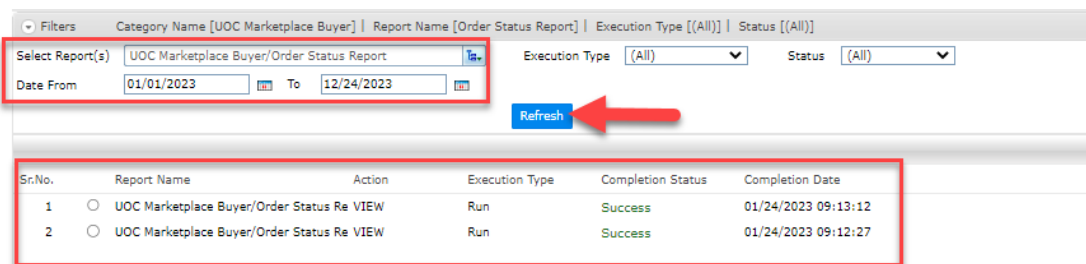 Filters Category Name [UOC Marketplace Buyer] | Report Name [Order Status Report] | Execution Type [(All)] | Status [(All)]
Select Report(s) UOC Marketplace Buyer/Order Status Report Execution Type (All) Status (All)
Date From 01/01/2023 To 12/24/2023
Refresh
Sr.No. Report Name Action Execution Type Completion Status Completion Date
1 UOC Marketplace Buyer/Order Status Re VIEW Run Success 01/24/2023 09:13:12
2 UOC Marketplace Buyer/Order Status Re VIEW Run Success 01/24/2023 09:12:27